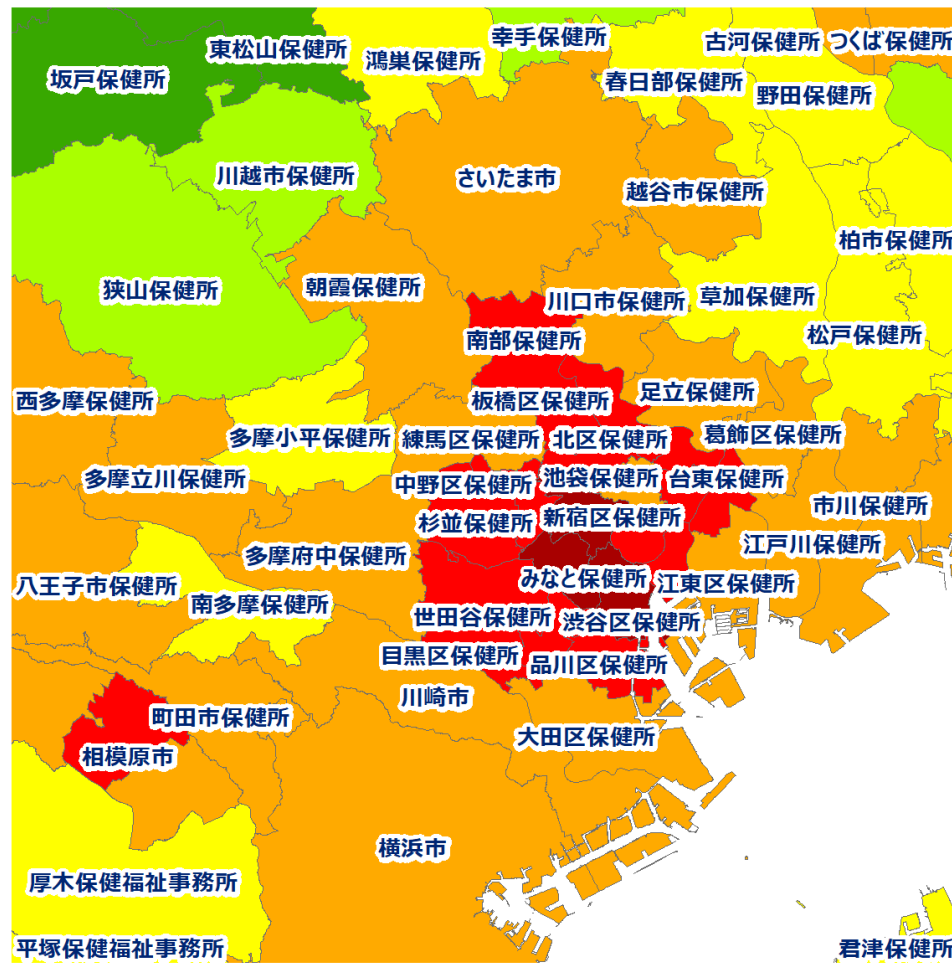 東松山保健所
幸手保健所
古河保健所
つくば保健所
坂戸保健所
鴻巣保健所
春日部保健所
野田保健所
川越市保健所
さいたま市
越谷市保健所
柏市保健所
狭山保健所
朝霞保健所
川口市保健所
草加保健所
南部保健所
松戸保健所
西多摩保健所
板橋区保健所
足立保健所
多摩小平保健所
練馬区保健所
北区保健所
葛飾区保健所
多摩立川保健所
中野区保健所
池袋保健所
台東保健所
杉並保健所
新宿区保健所
市川保健所
多摩府中保健所
江戸川保健所
八王子市保健所
みなと保健所
江東区保健所
南多摩保健所
世田谷保健所
渋谷区保健所
目黒区保健所
品川区保健所
川崎市
町田市保健所
大田区保健所
相模原市
横浜市
厚木保健福祉事務所
平塚保健福祉事務所
君津保健所